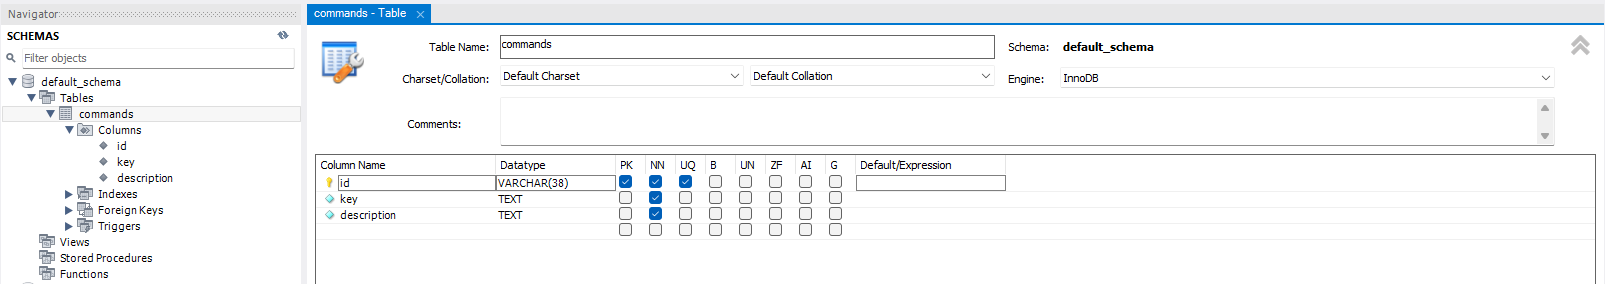 Navigator
SCHEMAS
Filter objects
default_schema
Tables
commands
Columns
id
key
description
Indexes
Foreign Keys
Triggers
Views
Stored Procedures
Functions
commands - Table ×
Table Name: commands Schema: default_schema
Charset/Collation: Default Charset Default Collation Engine: InnoDB
Comments:
Column Name Datatype PK NN UQ B UN ZF AI G Default/Expression
id VARCHAR(38)
key TEXT
description TEXT